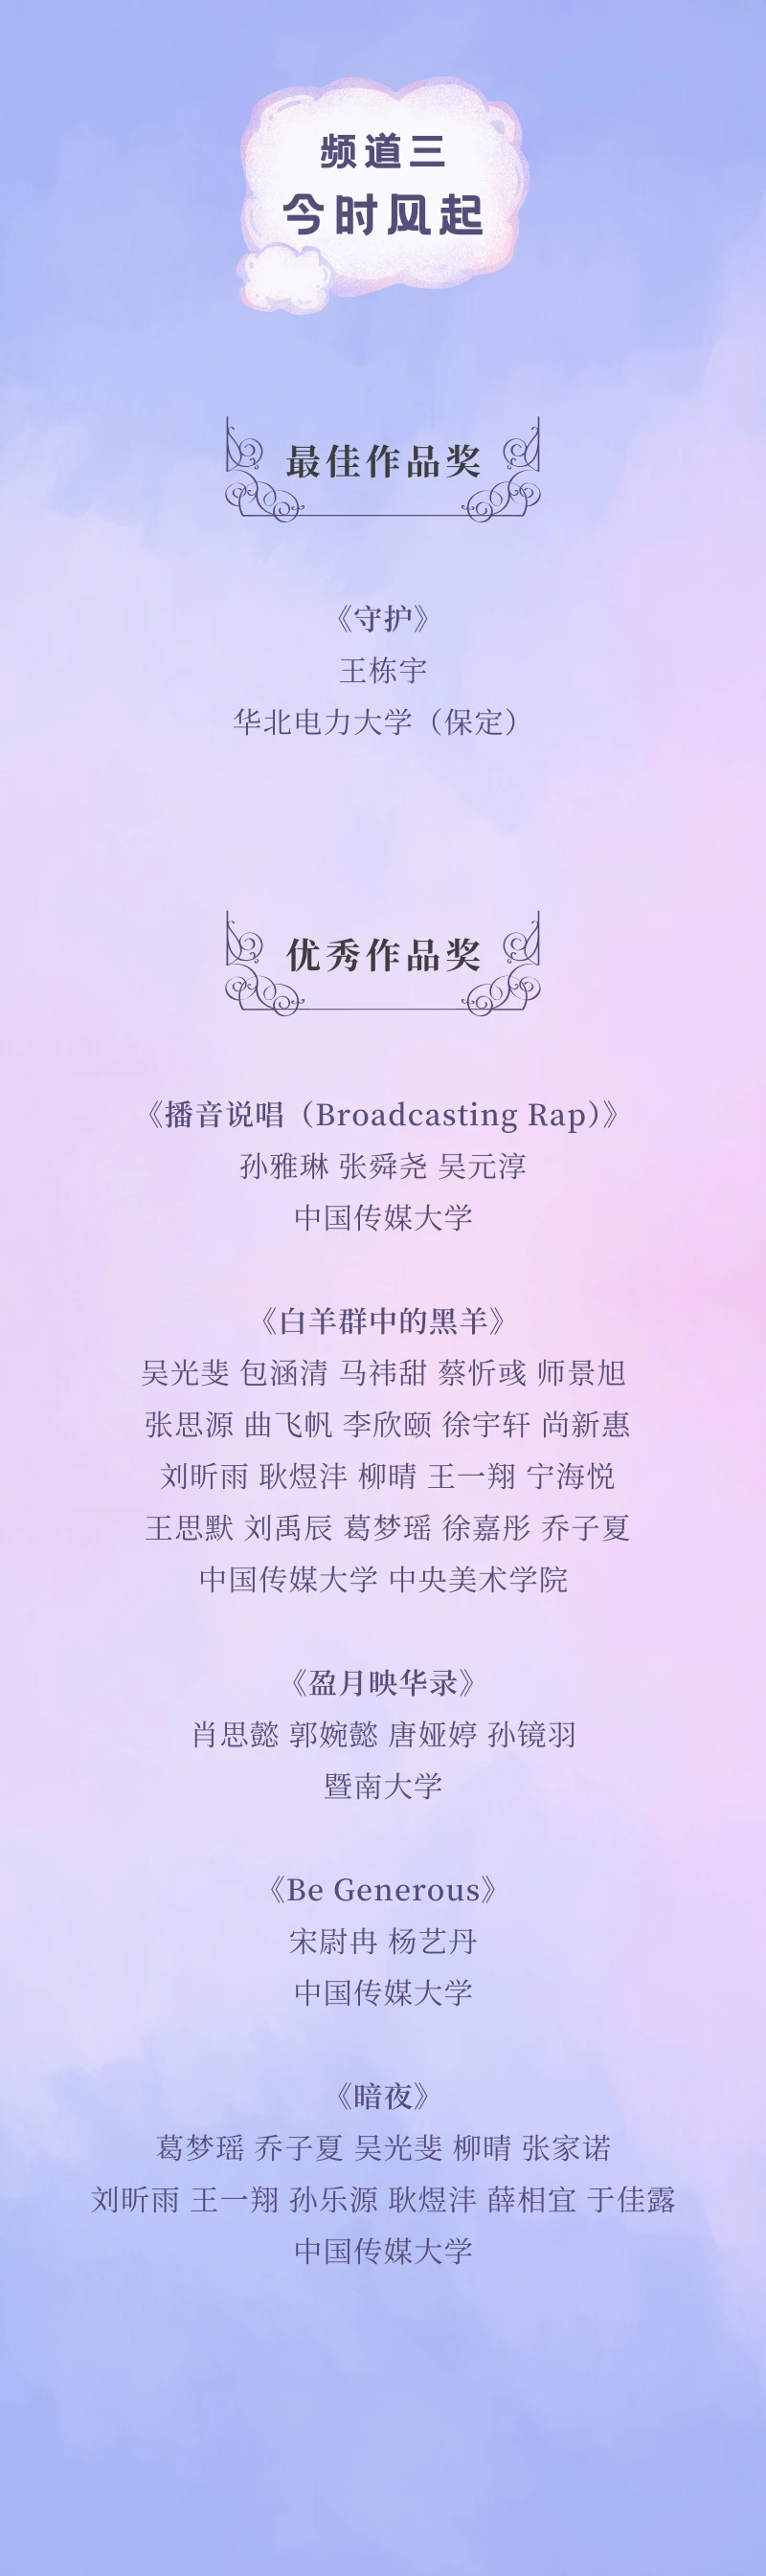 频道三
今时风起
最佳作品奖
《守护》
王栋宇
华北电力大学（保定）
优秀作品奖
《播音说唱（Broadcasting Rap）》
孙雅琳 张舜尧 吴元淳
中国传媒大学
《白羊群中的黑羊》
吴光斐 包涵清 马祎甜 蔡忻彧 师景旭
张思源 曲飞帆 李欣颐 徐宇轩 尚新惠
刘昕雨 耿煜沣 柳晴 王一翔 宁海悦
王思默 刘禹辰 葛梦瑶 徐嘉彤 乔子夏
中国传媒大学 中央美术学院
《盈月映华录》
肖思懿 郭婉懿 唐娅婷 孙镜羽
暨南大学
《Be Generous》
宋尉冉 杨艺丹
中国传媒大学
《暗夜》
葛梦瑶 乔子夏 吴光斐 柳晴 张家诺
刘昕雨 王一翔 孙乐源 耿煜沣 薛相宜 于佳露
中国传媒大学